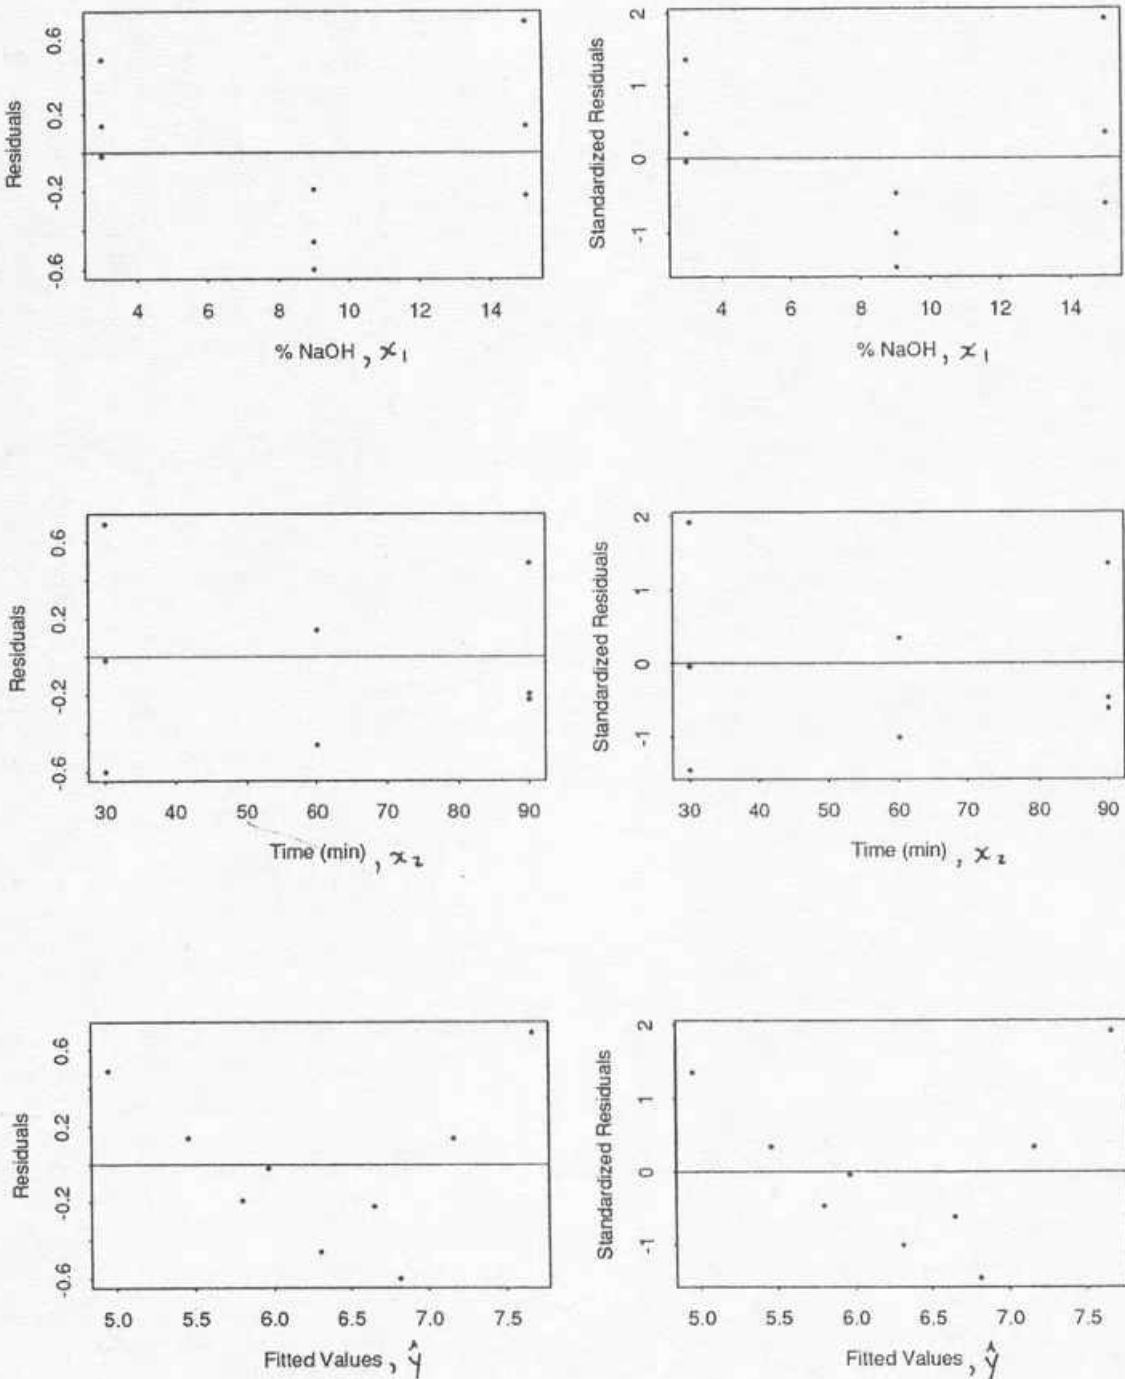 Residuals
0.6
0.2
-0.2
-0.6
4 6 8 10 12 14
% NaOH , x₁
Standardized Residuals
2
1
0
-1
4 6 8 10 12 14
% NaOH , x₁
Residuals
0.6
0.2
-0.2
-0.6
30 40 50 60 70 80 90
Time (min) , x₂
Standardized Residuals
2
1
0
-1
30 40 50 60 70 80 90
Time (min) , x₂
Residuals
0.6
0.2
-0.2
-0.6
5.0 5.5 6.0 6.5 7.0 7.5
Fitted Values , ŷ
Standardized Residuals
2
1
0
-1
5.0 5.5 6.0 6.5 7.0 7.5
Fitted Values , ŷ